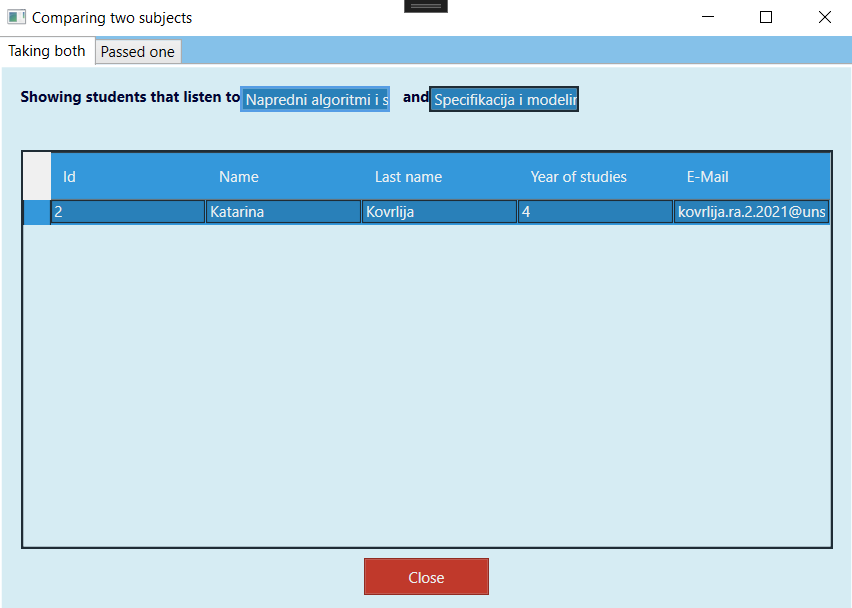 Comparing two subjects
Taking both Passed one
Showing students that listen to Napredni algoritmi i s and Specifikacija i modelir
Id Name Last name Year of studies E-Mail
2 Katarina Kovrlija 4 kovrlija.ra.2.2021@uns
Close